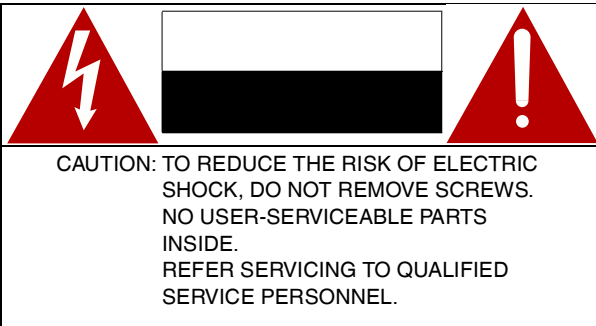 CAUTION: TO REDUCE THE RISK OF ELECTRIC
SHOCK, DO NOT REMOVE SCREWS.
NO USER-SERVICEABLE PARTS
INSIDE.
REFER SERVICING TO QUALIFIED
SERVICE PERSONNEL.